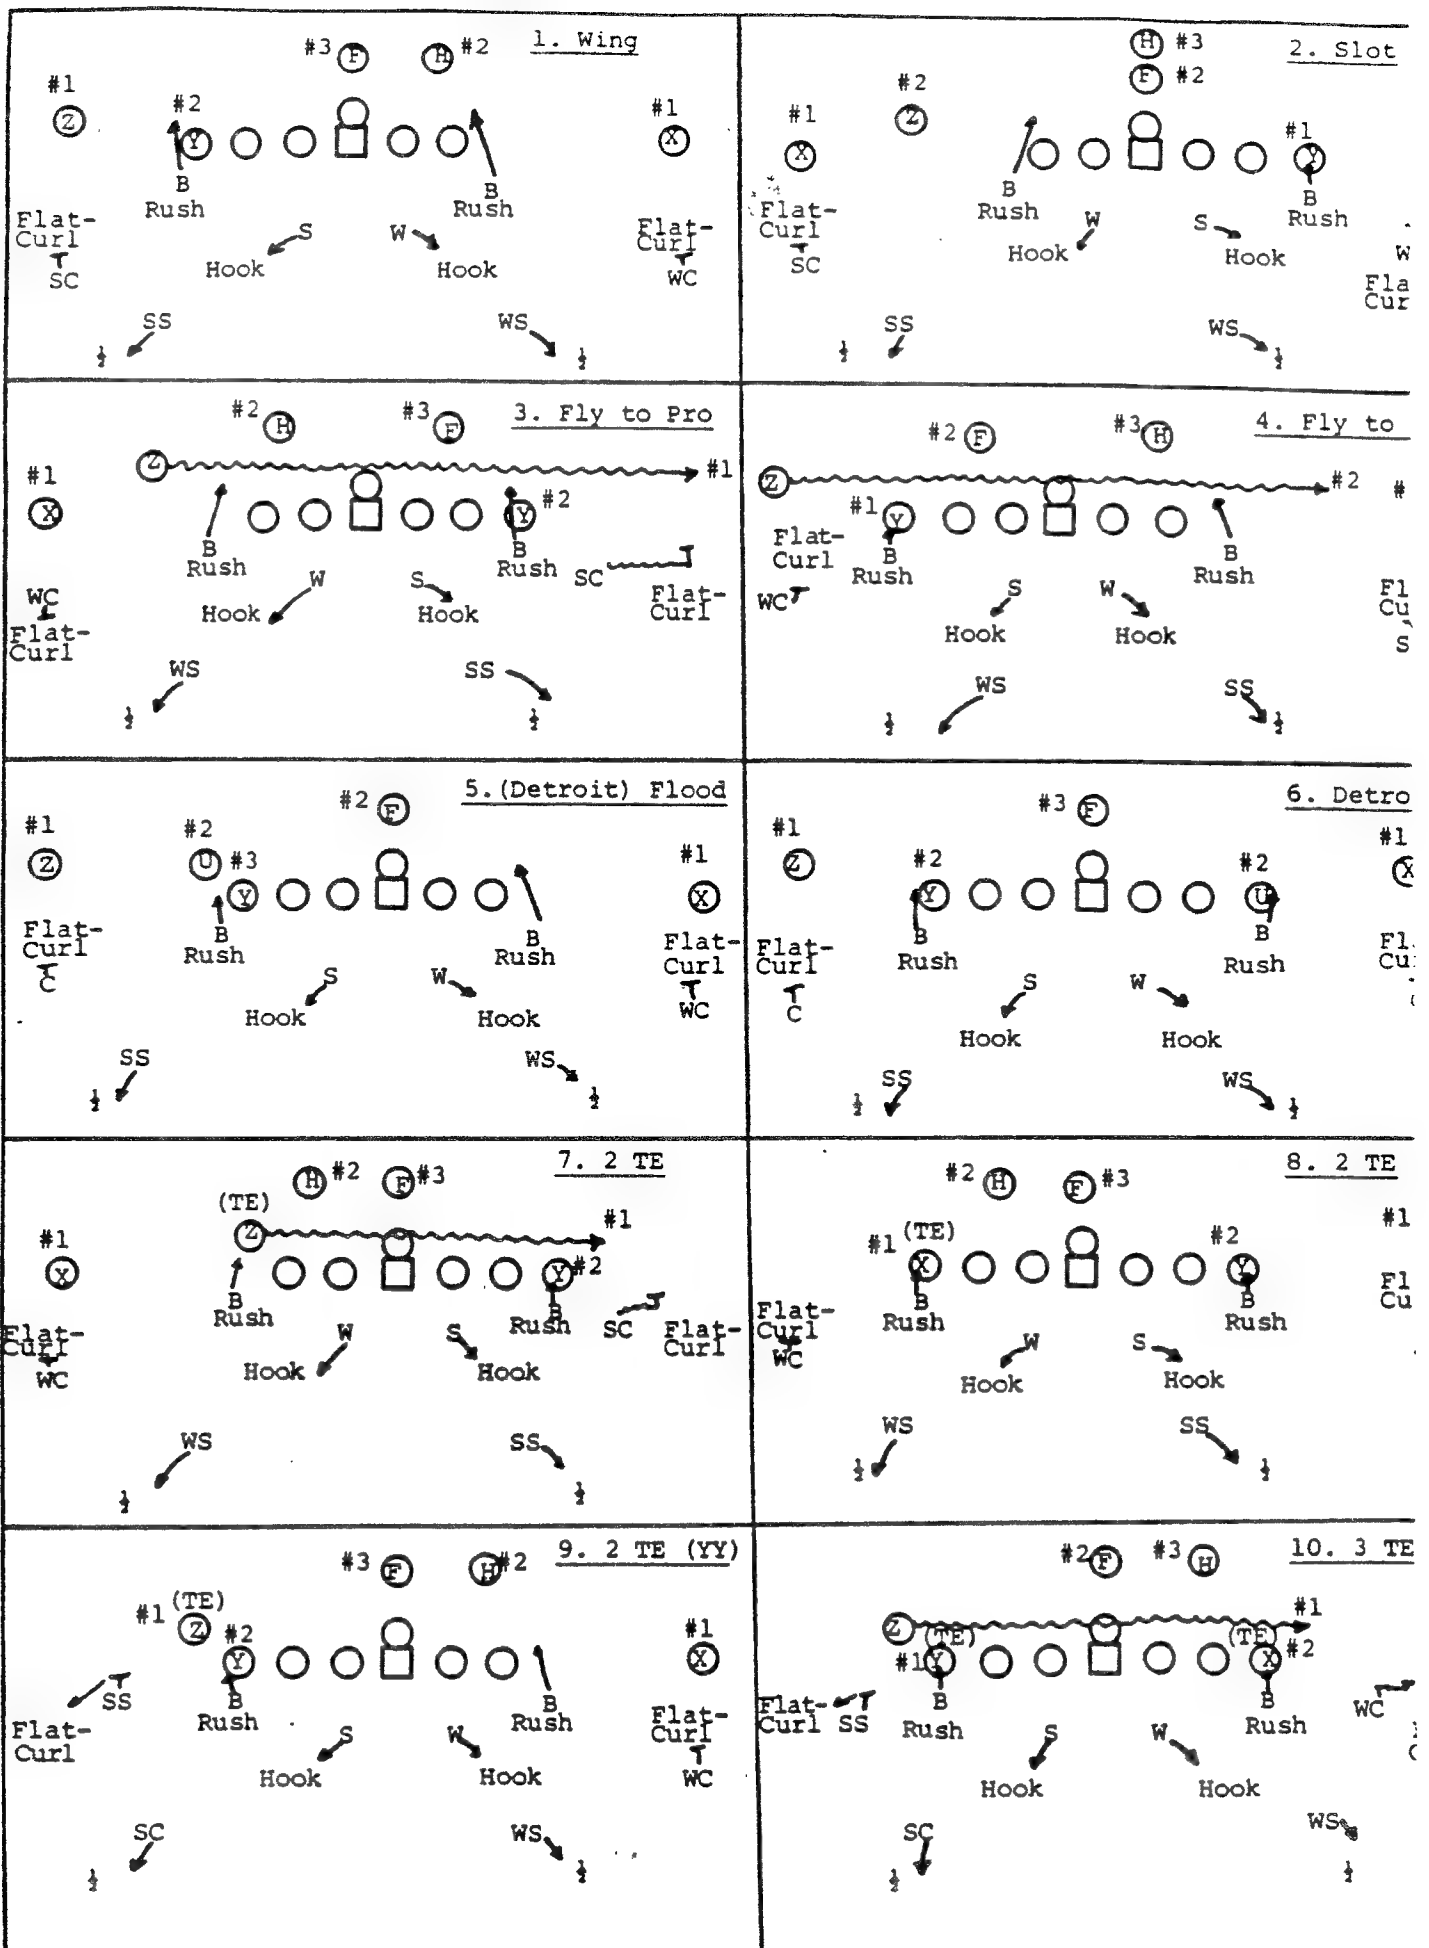 1. Wing
#3 F H #2
#1
Z
#2
Y
#1
X
B
Rush
B
Rush
Flat-
Curl
SC
S
W
Hook
Hook
Flat-
Curl
WC
SS
WS
½
½
2. Slot
H #3
F #2
#2
Z
#1
X
#1
Y
B
Rush
B
Rush
Flat-
Curl
SC
W
S
Hook
Hook
W
Fla
Cur
SS
WS
½
½
3. Fly to Pro
#2 H
#3 F
Z
#1
#1
X
Y #2
B
Rush
B
Rush
W
S
SC
Hook
Hook
Flat-
Curl
WC
Flat-
Curl
WS
SS
½
½
4. Fly to
#2 F
#3 H
Z
#2
#
#1 Y
Flat-
Curl
B
Rush
B
Rush
WC
S
W
Hook
Hook
Fl
Cu
S
WS
SS
½
½
5.(Detroit) Flood
#2 F
#1
Z
#2
U #3
Y
#1
X
Flat-
Curl
C
B
Rush
B
Rush
Flat-
Curl
WC
S
W
Hook
Hook
SS
WS
½
½
6. Detro
#3 F
#1
Z
#2
Y
#2
U
#1
X
B
Rush
B
Rush
Flat-
Curl
C
Fl
Cu
S
W
Hook
Hook
SS
WS
½
½
7. 2 TE
H #2
F #3
(TE)
Z
#1
#1
X
Y #2
B
Rush
B
Rush
SC
Flat-
Curl
Flat-
Curl
WC
W
S
Hook
Hook
WS
SS
½
½
8. 2 TE
#2 H
F #3
#1
(TE)
X
#2
Y
#1
B
Rush
B
Rush
Flat-
Curl
WC
Fl
Cu
W
S
Hook
Hook
WS
SS
½
½
9. 2 TE (YY)
#3 F
H #2
(TE)
#1 Z
#2
Y
#1
X
SS
Flat-
Curl
B
Rush
B
Rush
Flat-
Curl
WC
S
W
Hook
Hook
SC
WS
½
½
10. 3 TE
#2 F
#3 H
Z
#1
(TE)
(TE
#1 Y
X #2
Flat-
Curl
SS
B
Rush
B
Rush
WC
S
W
Hook
Hook
SC
WS
½
½